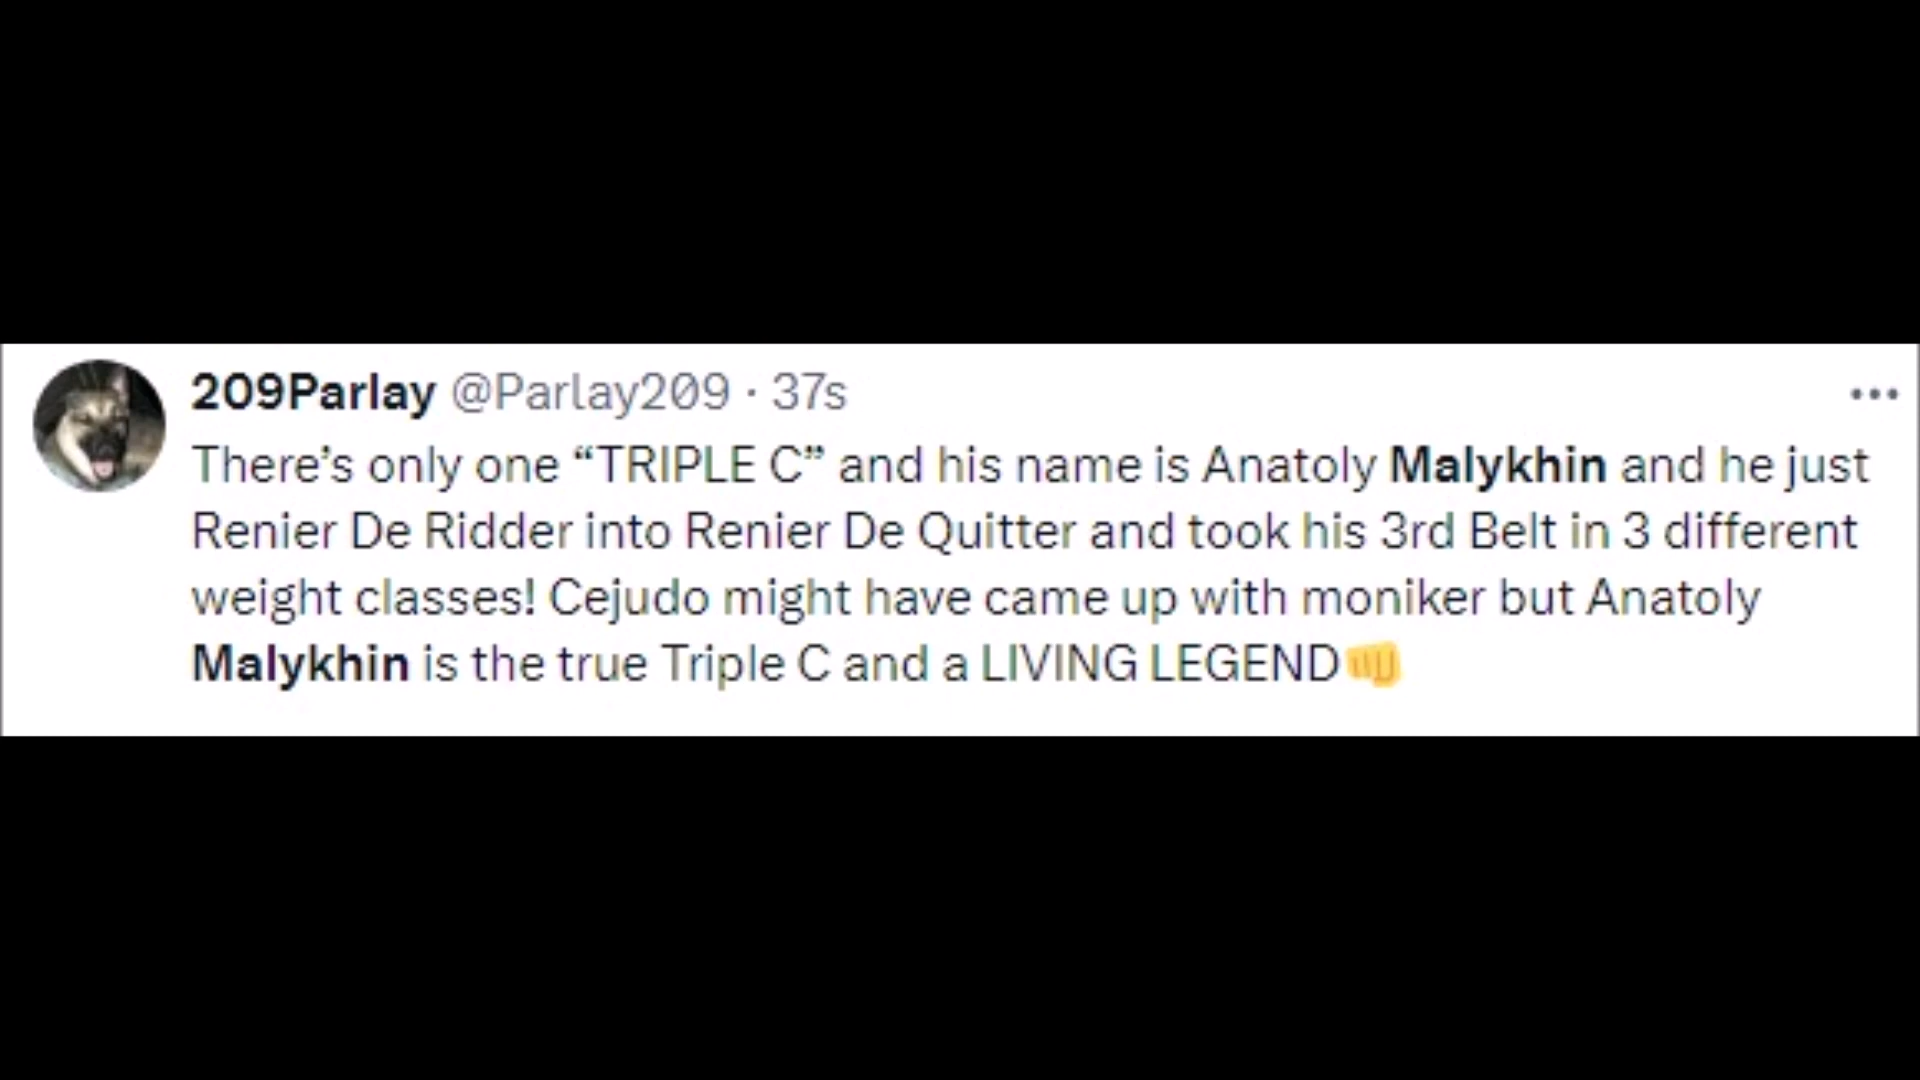 209Parlay @Parlay209 · 37s
There’s only one “TRIPLE C” and his name is Anatoly Malykhin and he just
Renier De Ridder into Renier De Quitter and took his 3rd Belt in 3 different
weight classes! Cejudo might have came up with moniker but Anatoly
Malykhin is the true Triple C and a LIVING LEGEND👊